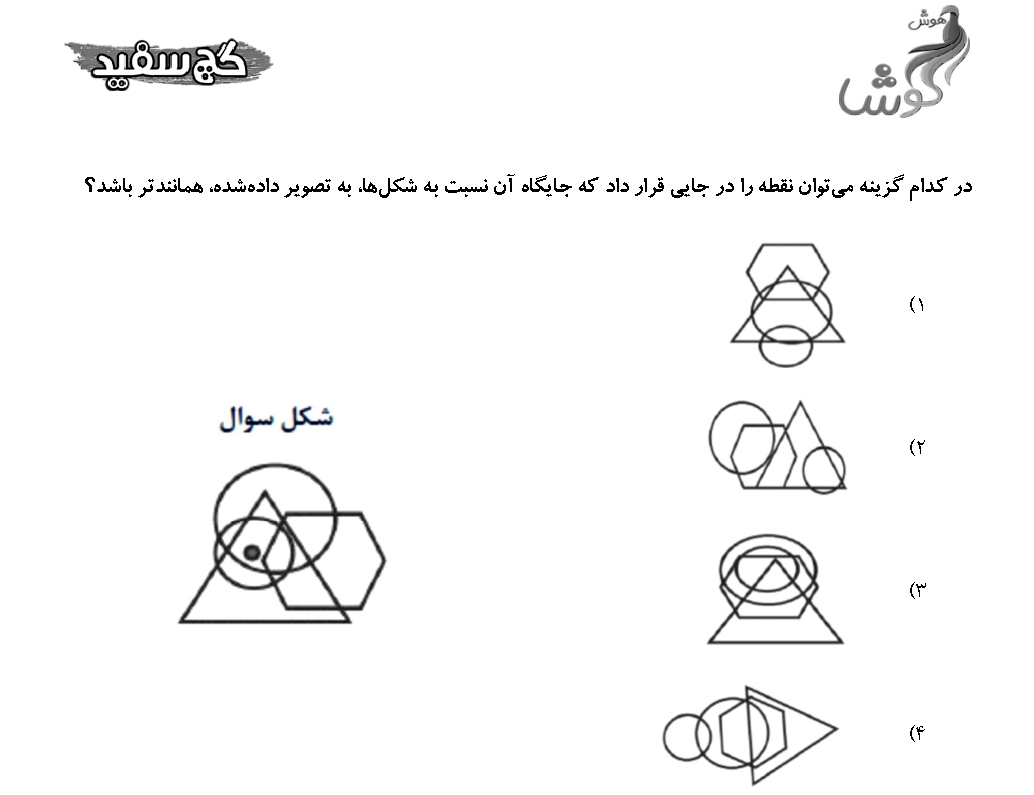 گچ سفید
هوش
گوشا
در کدام گزینه می‌توان نقطه را در جایی قرار داد که جایگاه آن نسبت به شکل‌ها، به تصویر داده‌شده، همانندتر باشد؟
۱)
شکل سوال
۲)
۳)
۴)